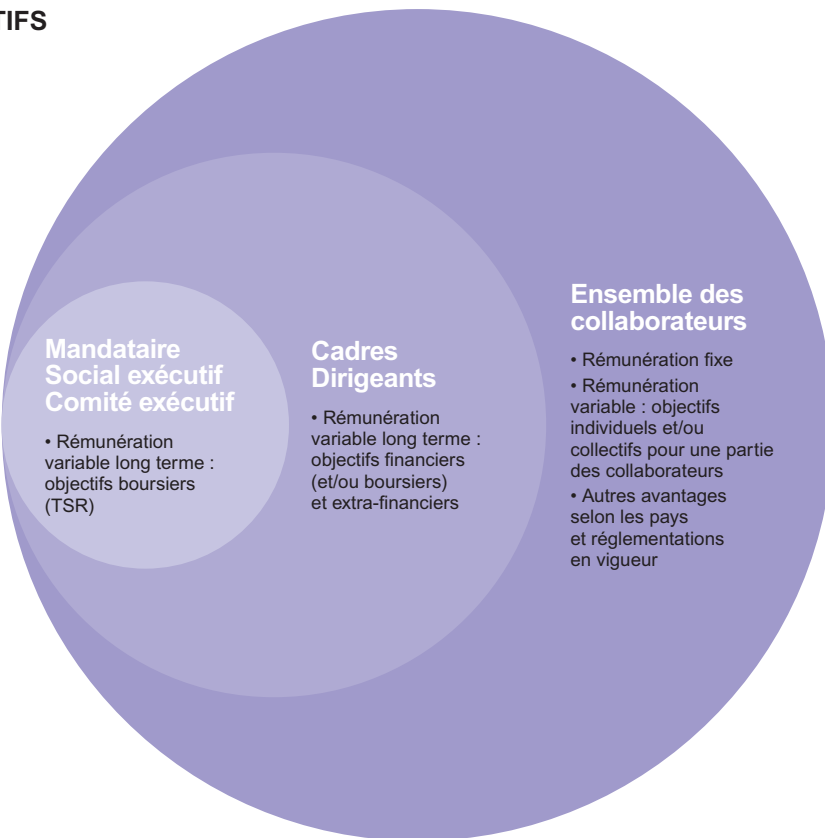 TIFS
Mandataire
Social exécutif
Comité exécutif
• Rémunération
variable long terme :
objectifs boursiers
(TSR)
Cadres
Dirigeants
• Rémunération
variable long terme :
objectifs financiers
(et/ou boursiers)
et extra-financiers
Ensemble des
collaborateurs
• Rémunération fixe
• Rémunération
variable : objectifs
individuels et/ou
collectifs pour une partie
des collaborateurs
• Autres avantages
selon les pays
et réglementations
en vigueur